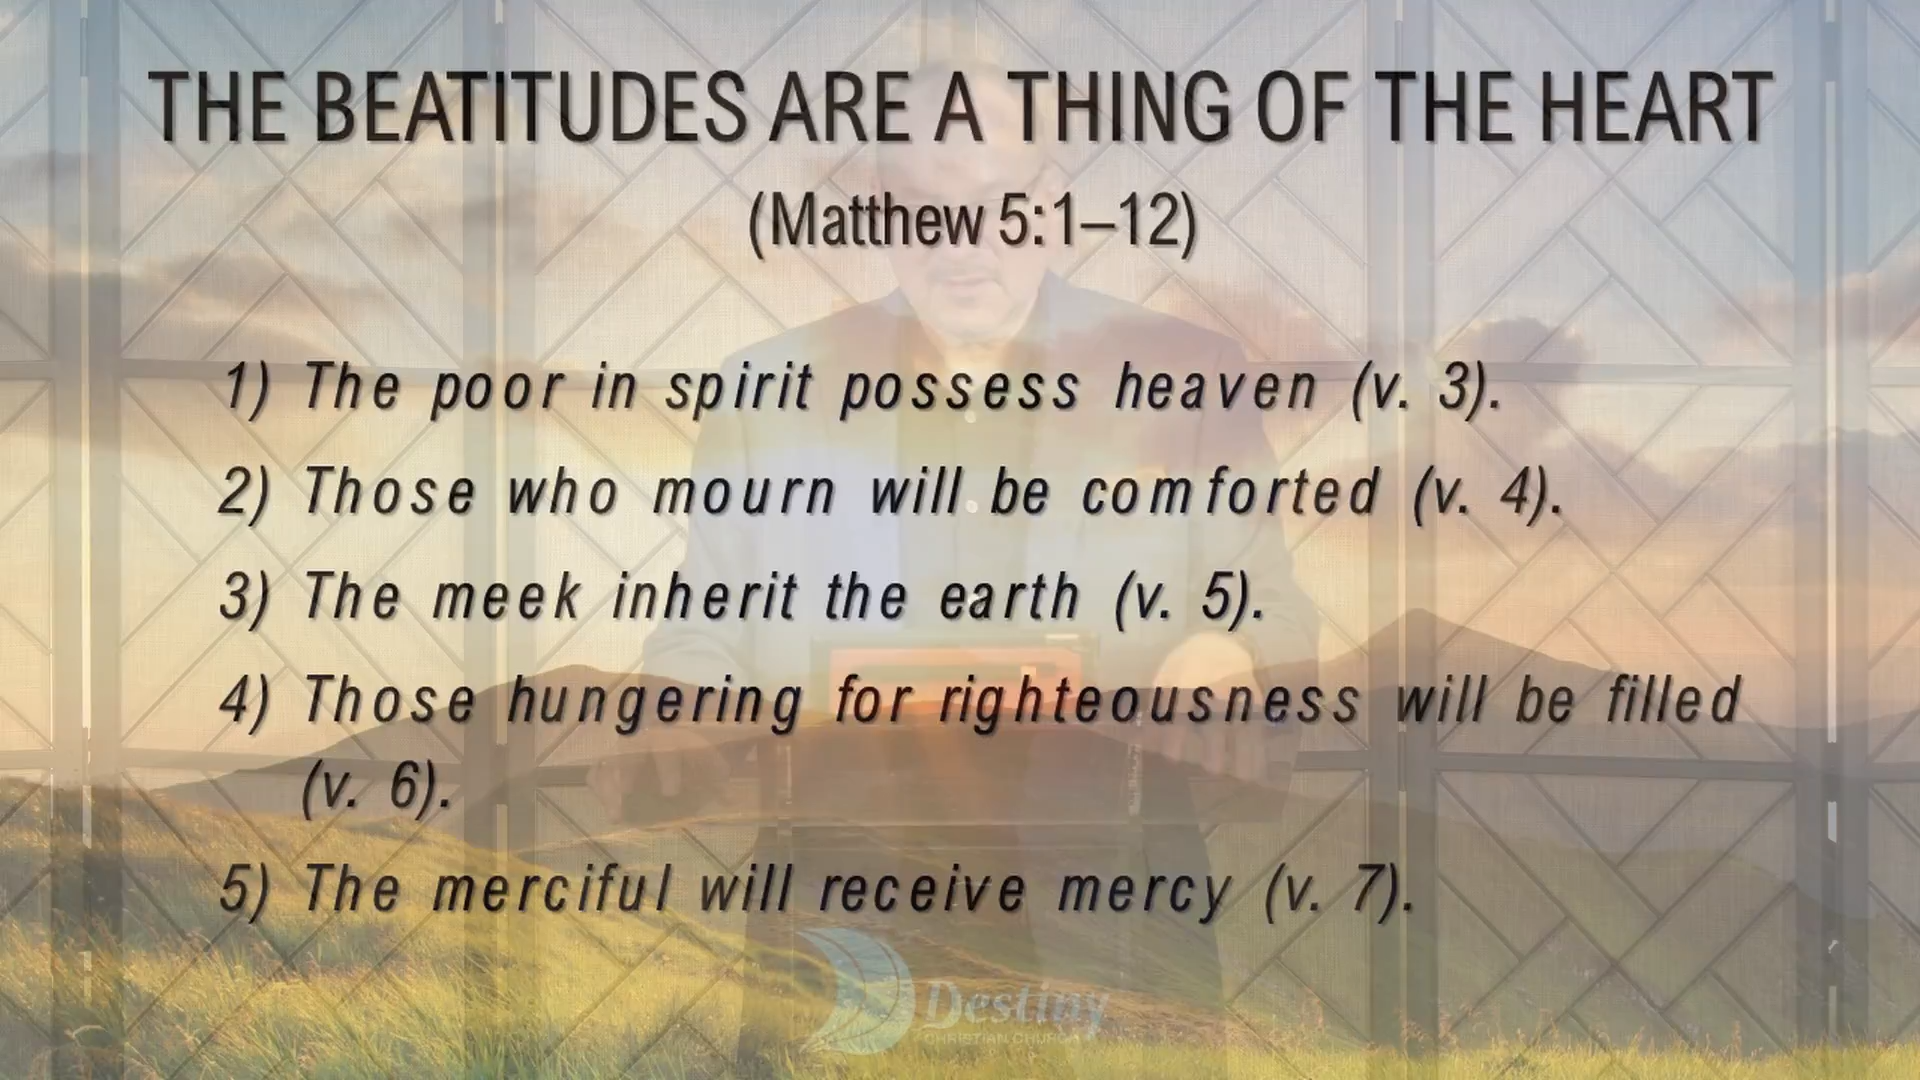 THE BEATITUDES ARE A THING OF THE HEART
(Matthew 5:1–12)
1) The poor in spirit possess heaven (v. 3).
2) Those who mourn will be comforted (v. 4).
3) The meek inherit the earth (v. 5).
4) Those hungering for righteousness will be filled
(v. 6).
5) The merciful will receive mercy (v. 7).
Destiny
CHRISTIAN CHURCH